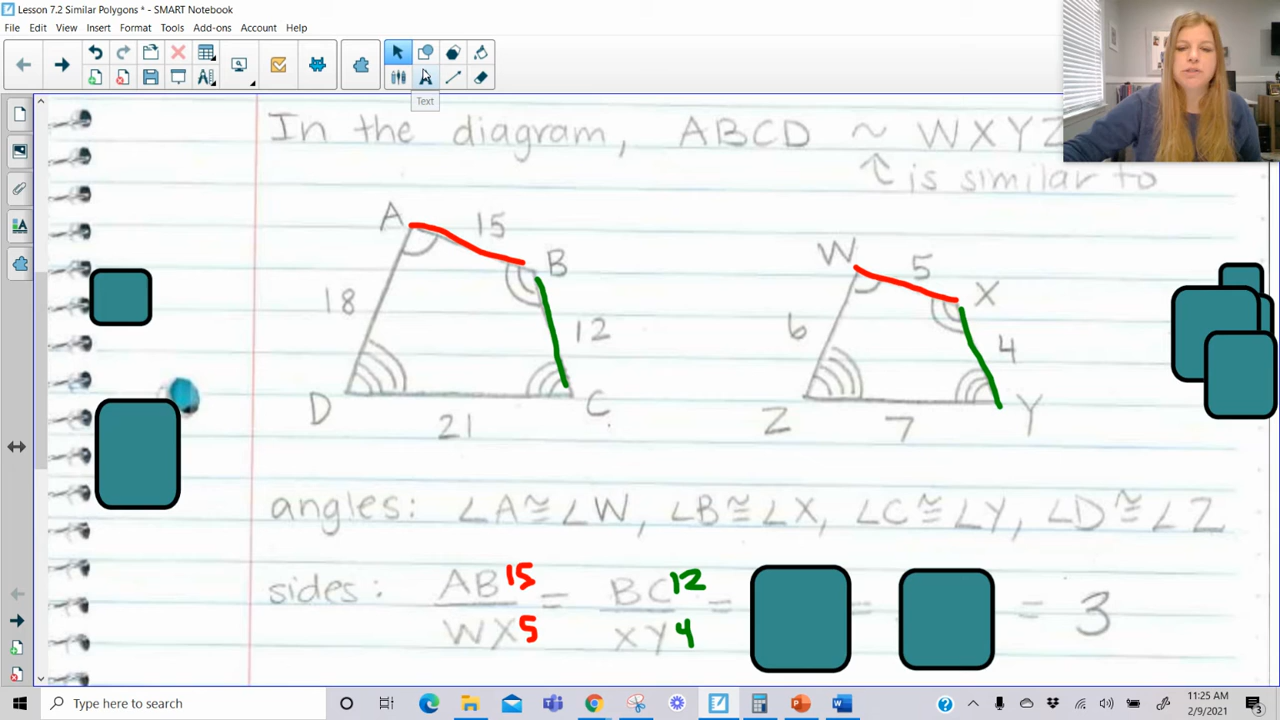 Lesson 7.2 Similar Polygons * - SMART Notebook
File Edit View Insert Format Tools Add-ons Account Help
Text
In the diagram, ABCD ~ WXYZ
↑ is similar to
A 15 B
18 12
D 21 C
W 5 X
6 4
Z 7 Y
angles: ∠A≅∠W, ∠B≅∠X, ∠C≅∠Y, ∠D≅∠Z
sides: AB 15 = BC 12 = = = 3
WX 5 XY 4
Type here to search
11:25 AM
2/9/2021
3